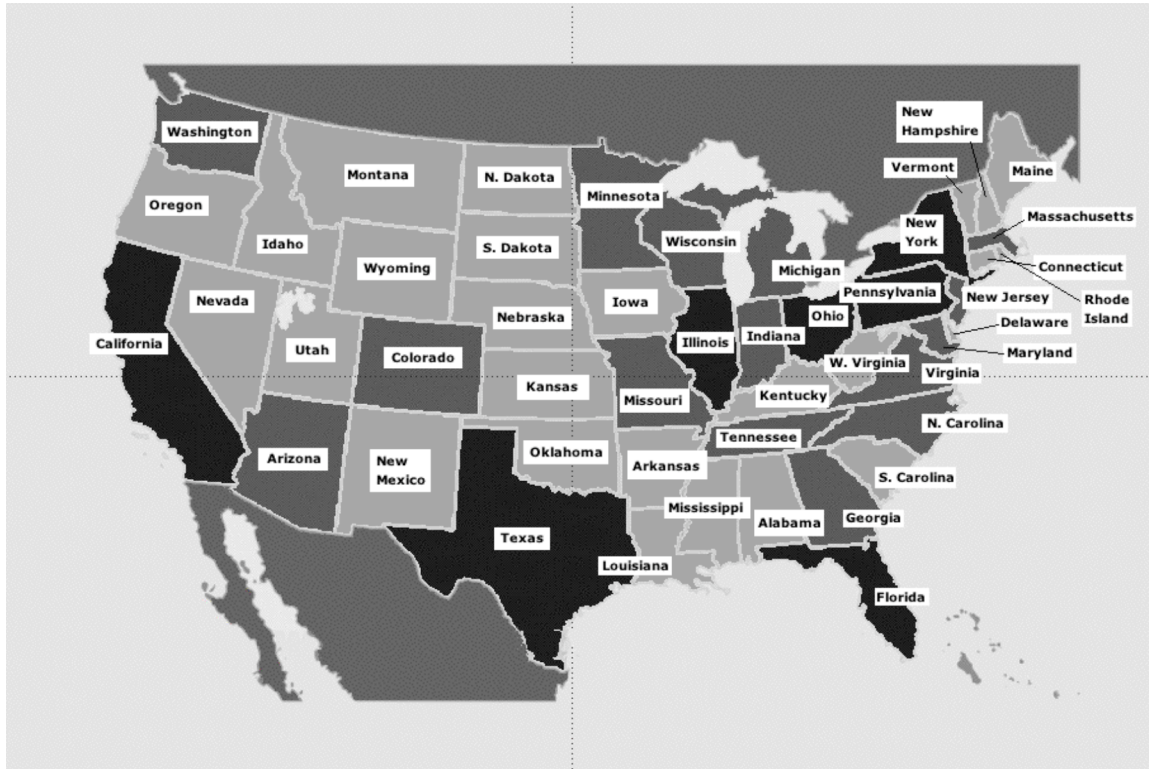 New
Hampshire
Washington
Vermont
Maine
Montana
N. Dakota
Minnesota
Oregon
Massachusetts
New
York
Idaho
S. Dakota
Wisconsin
Wyoming
Michigan
Connecticut
Nevada
Iowa
Pennsylvania
New Jersey
Rhode
Island
Nebraska
Ohio
Delaware
California
Utah
Colorado
Illinois
Indiana
Maryland
W. Virginia
Virginia
Kansas
Missouri
Kentucky
N. Carolina
Tennessee
Arizona
New
Mexico
Oklahoma
Arkansas
S. Carolina
Mississippi
Alabama
Georgia
Texas
Louisiana
Florida